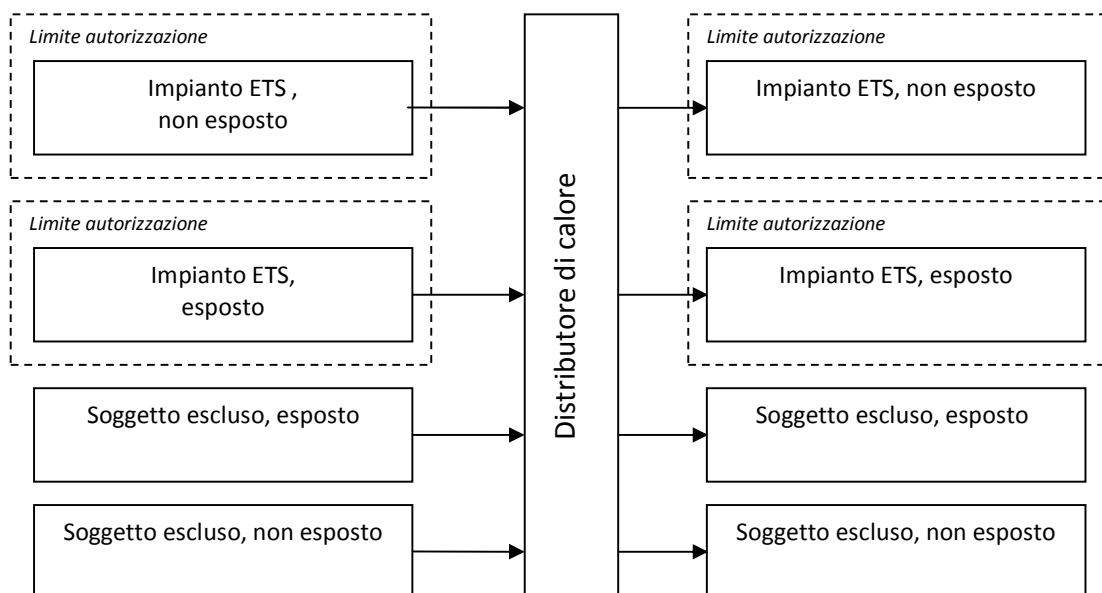 Limite autorizzazione
Impianto ETS ,
non esposto
Limite autorizzazione
Impianto ETS,
esposto
Soggetto escluso, esposto
Soggetto escluso, non esposto
Distributore di calore
Limite autorizzazione
Impianto ETS, non esposto
Limite autorizzazione
Impianto ETS, esposto
Soggetto escluso, esposto
Soggetto escluso, non esposto